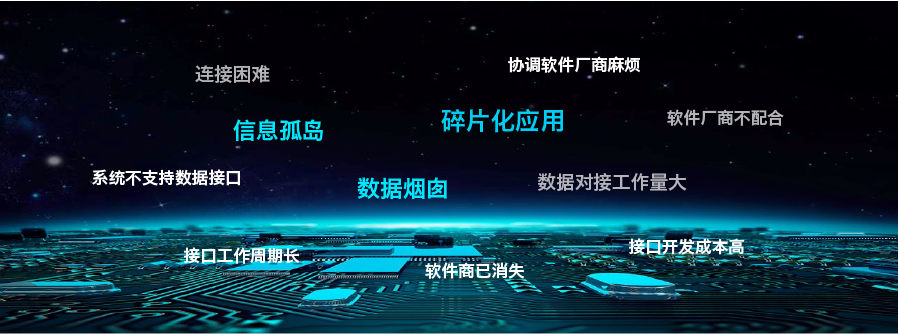 协调软件厂商麻烦
连接困难
碎片化应用
软件厂商不配合
信息孤岛
系统不支持数据接口
数据烟囱
数据对接工作量大
接口开发成本高
接口工作周期长
软件商已消失